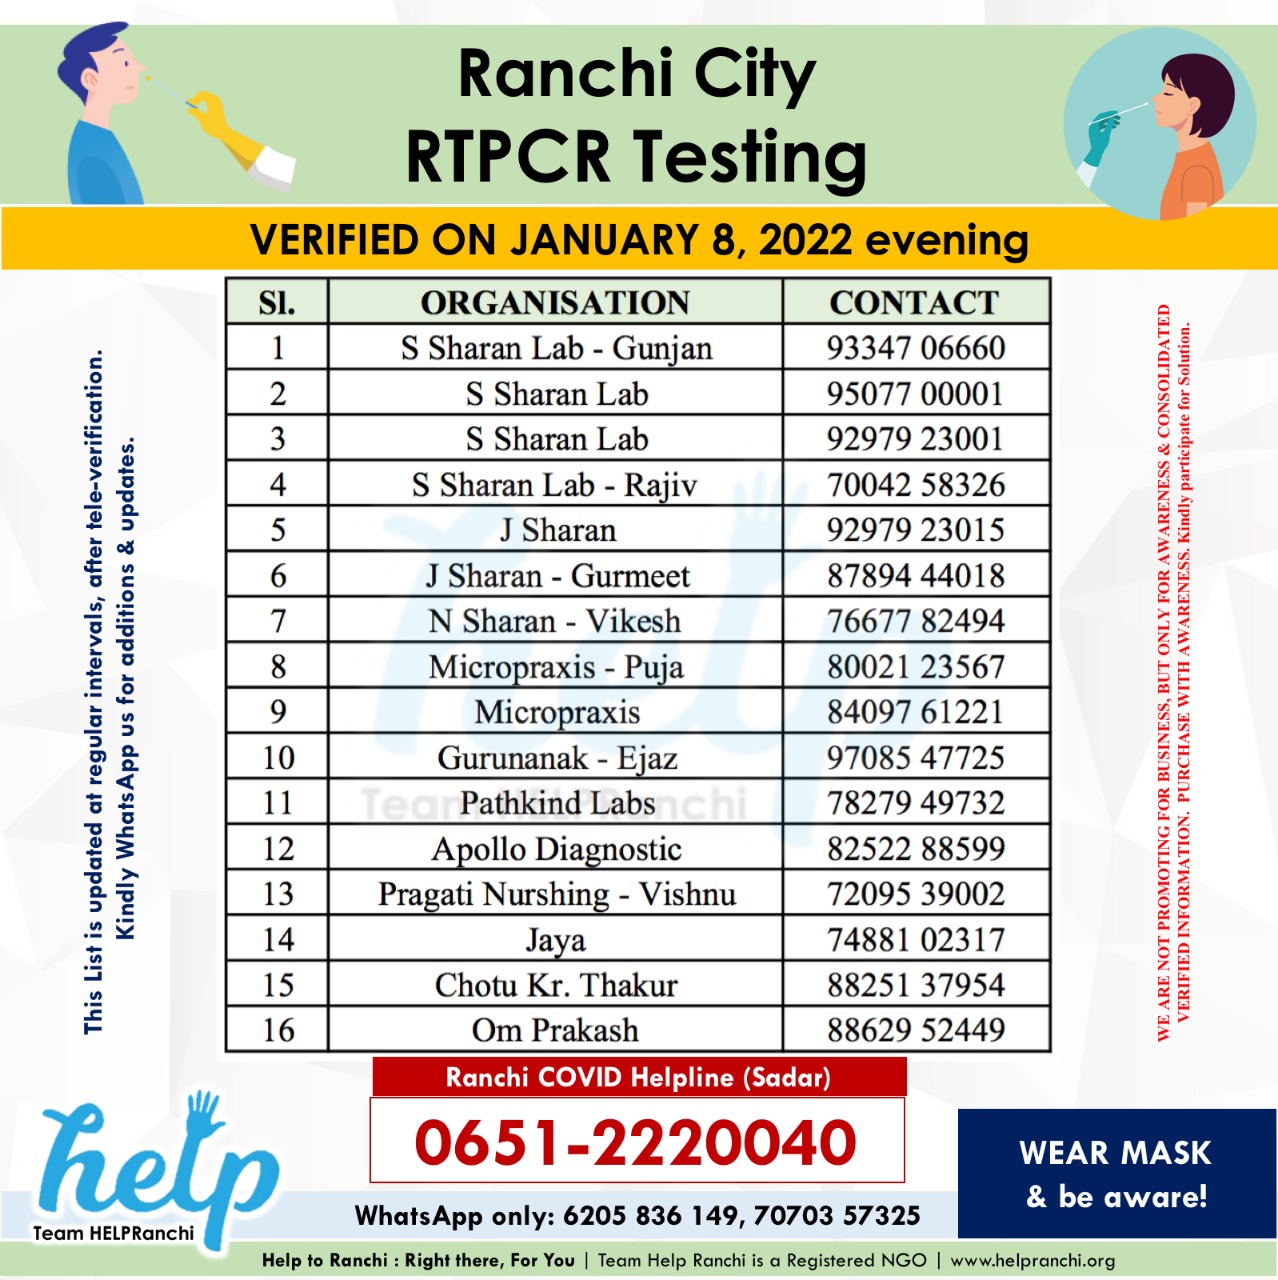 Ranchi City
RTPCR Testing
VERIFIED ON JANUARY 8, 2022 evening
Sl. ORGANISATION CONTACT
1 S Sharan Lab - Gunjan 93347 06660
2 S Sharan Lab 95077 00001
3 S Sharan Lab 92979 23001
4 S Sharan Lab - Rajiv 70042 58326
5 J Sharan 92979 23015
6 J Sharan - Gurmeet 87894 44018
7 N Sharan - Vikesh 76677 82494
8 Micropraxis - Puja 80021 23567
9 Micropraxis 84097 61221
10 Gurunanak - Ejaz 97085 47725
11 Pathkind Labs 78279 49732
12 Apollo Diagnostic 82522 88599
13 Pragati Nurshing - Vishnu 72095 39002
14 Jaya 74881 02317
15 Chotu Kr. Thakur 88251 37954
16 Om Prakash 88629 52449
help
Team HELPRanchi
This List is updated at regular intervals, after tele-verification.
Kindly WhatsApp us for additions & updates.
WE ARE NOT PROMOTING FOR BUSINESS, BUT ONLY FOR AWARENESS & CONSOLIDATED
VERIFIED INFORMATION. PURCHASE WITH AWARENESS. Kindly participate for Solution.
Ranchi COVID Helpline (Sadar)
0651-2220040
help
Team HELPRanchi
WhatsApp only: 6205 836 149, 70703 57325
WEAR MASK
& be aware!
Help to Ranchi : Right there, For You | Team Help Ranchi is a Registered NGO | www.helpranchi.org